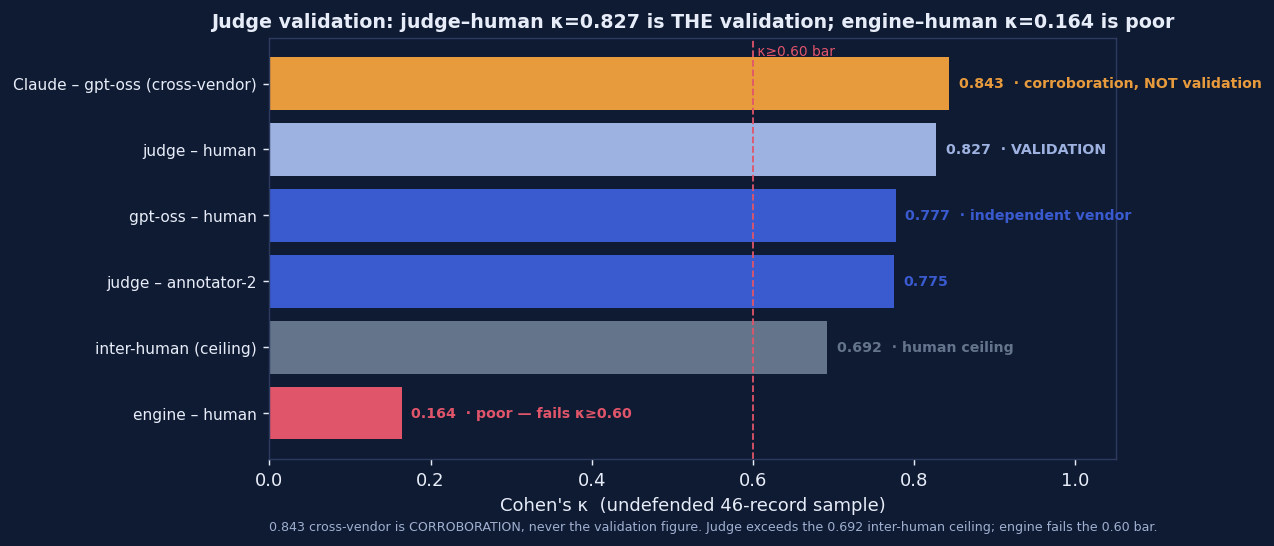 Judge validation: judge–human κ=0.827 is THE validation; engine–human κ=0.164 is poor
κ≥0.60 bar
Claude – gpt-oss (cross-vendor)
0.843 · corroboration, NOT validation
judge – human
0.827 · VALIDATION
gpt-oss – human
0.777 · independent vendor
judge – annotator-2
0.775
inter-human (ceiling)
0.692 · human ceiling
engine – human
0.164 · poor — fails κ≥0.60
0.0 0.2 0.4 0.6 0.8 1.0
Cohen's κ (undefended 46-record sample)
0.843 cross-vendor is CORROBORATION, never the validation figure. Judge exceeds the 0.692 inter-human ceiling; engine fails the 0.60 bar.